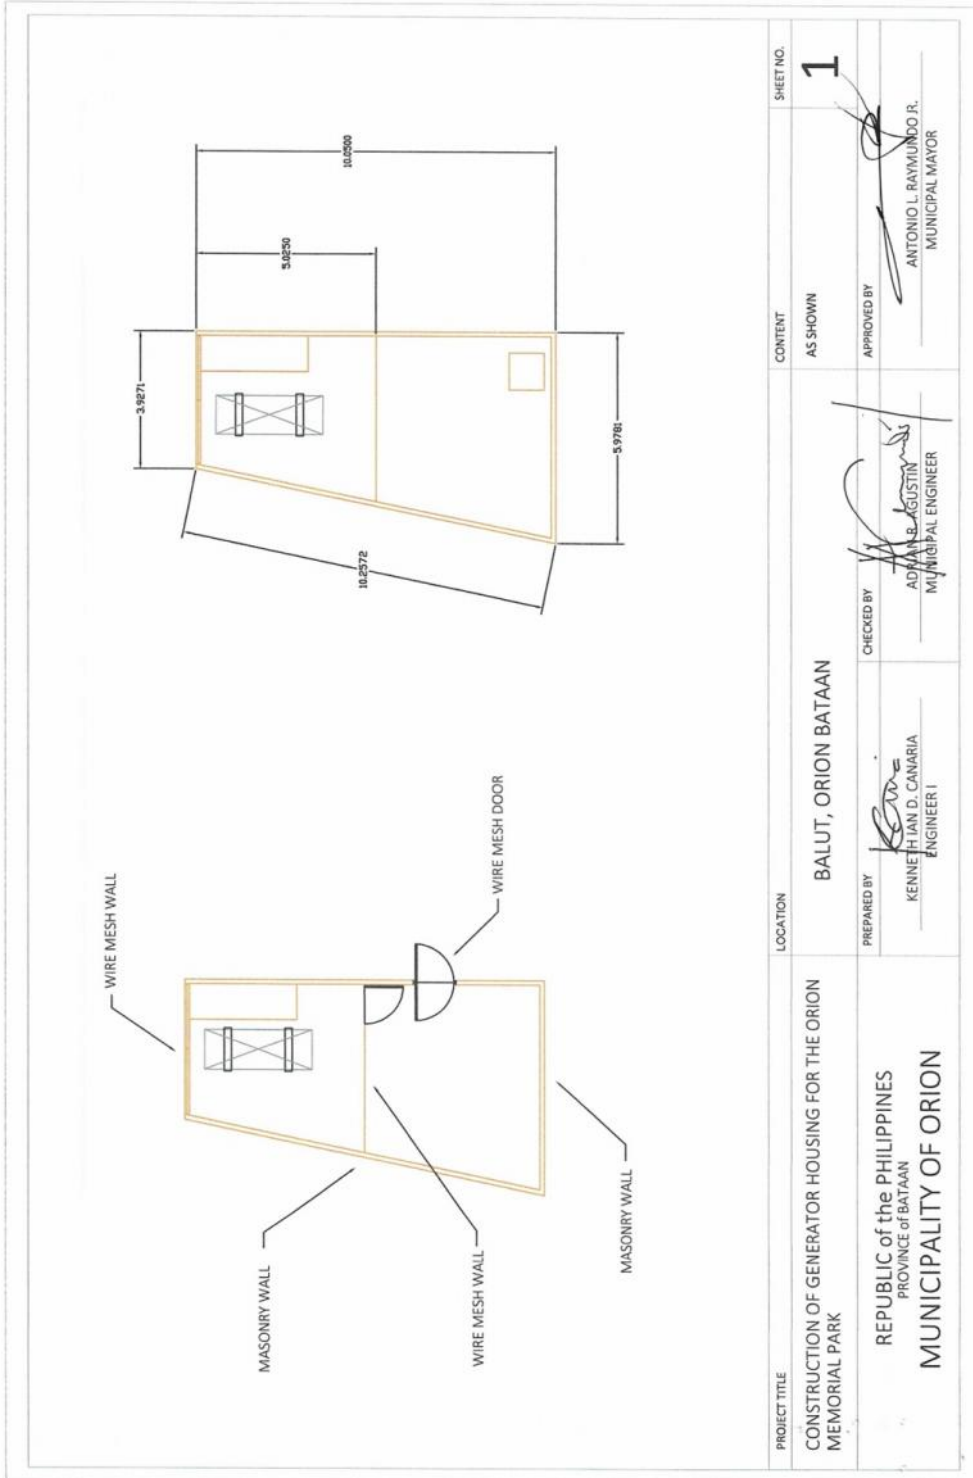 WIRE MESH WALL
MASONRY WALL
WIRE MESH WALL
MASONRY WALL
WIRE MESH DOOR
3.9271
10.2572
5.0250
10.0500
5.9781
PROJECT TITLE
CONSTRUCTION OF GENERATOR HOUSING FOR THE ORION
MEMORIAL PARK
LOCATION
BALUT, ORION BATAAN
CONTENT
AS SHOWN
SHEET NO.
1
REPUBLIC of the PHILIPPINES
PROVINCE of BATAAN
MUNICIPALITY OF ORION
PREPARED BY
KENNETH IAN D. CANARIA
ENGINEER I
CHECKED BY
ADRIAN R. AGUSTIN
MUNICIPAL ENGINEER
APPROVED BY
ANTONIO L. RAYMUNDO JR.
MUNICIPAL MAYOR